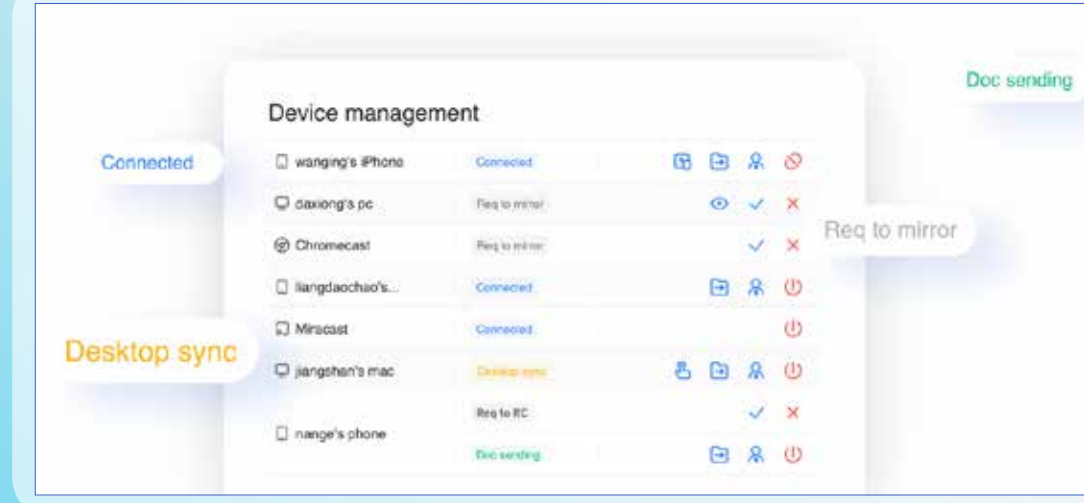 Doc sending
Device management
Connected
wanging's iPhone Connected
daxiong's pc Req to mirror
Chromecast Req to mirror
Req to mirror
liangdaochao's... Connected
Miracast Connected
Desktop sync
jiangshan's mac Desktop sync
Req to RC
nange's phone
Doc sending